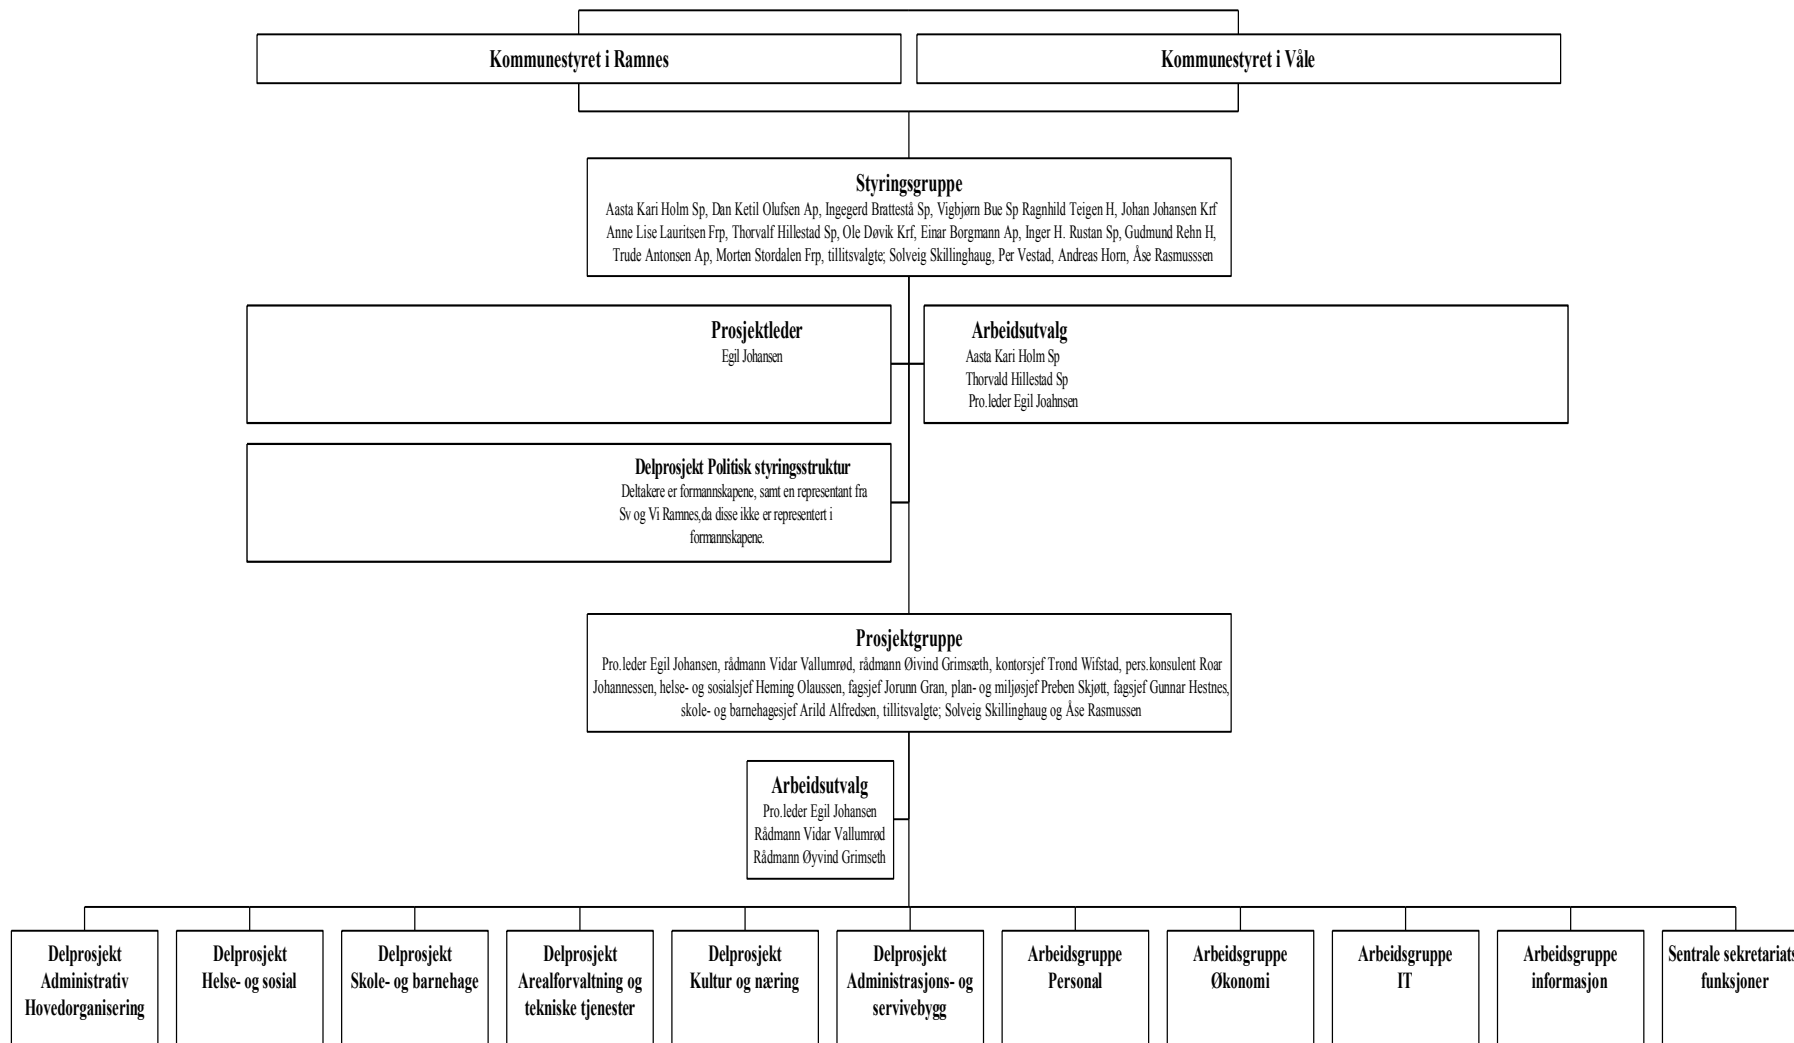 Kommunestyret i Ramnes
Kommunestyret i Våle
Styringsgruppe
Aasta Kari Holm Sp, Dan Ketil Olufsen Ap, Ingegerd Brattestå Sp, Vigbjørn Bue Sp Ragnhild Teigen H, Johan Johansen Krf
Anne Lise Lauritsen Frp, Thorvalf Hillestad Sp, Ole Døvik Krf, Einar Borgmann Ap, Inger H. Rustan Sp, Gudmund Rehn H,
Trude Antonsen Ap, Morten Stordalen Frp, tillitsvalgte; Solveig Skillinghaug, Per Vestad, Andreas Horn, Åse Rasmusssen
Prosjektleder
Egil Johansen
Arbeidsutvalg
Aasta Kari Holm Sp
Thorvald Hillestad Sp
Pro.leder Egil Joahnsen
Delprosjekt Politisk styringsstruktur
Deltakere er formannskapene, samt en representant fra
Sv og Vi Ramnes,da disse ikke er representert i
formannskapene.
Prosjektgruppe
Pro.leder Egil Johansen, rådmann Vidar Vallumrød, rådmann Øivind Grimsæth, kontorsjef Trond Wifstad, pers.konsulent Roar
Johannessen, helse- og sosialsjef Heming Olaussen, fagsjef Jorunn Gran, plan- og miljøsjef Preben Skjøtt, fagsjef Gunnar Hestnes,
skole- og barnehagesjef Arild Alfredsen, tillitsvalgte; Solveig Skillinghaug og Åse Rasmussen
Arbeidsutvalg
Pro.leder Egil Johansen
Rådmann Vidar Vallumrød
Rådmann Øyvind Grimseth
Delprosjekt
Administrativ
Hovedorganisering
Delprosjekt
Helse- og sosial
Delprosjekt
Skole- og barnehage
Delprosjekt
Arealforvaltning og
tekniske tjenester
Delprosjekt
Kultur og næring
Delprosjekt
Administrasjons- og
servivebygg
Arbeidsgruppe
Personal
Arbeidsgruppe
Økonomi
Arbeidsgruppe
IT
Arbeidsgruppe
informasjon
Sentrale sekretariats
funksjoner